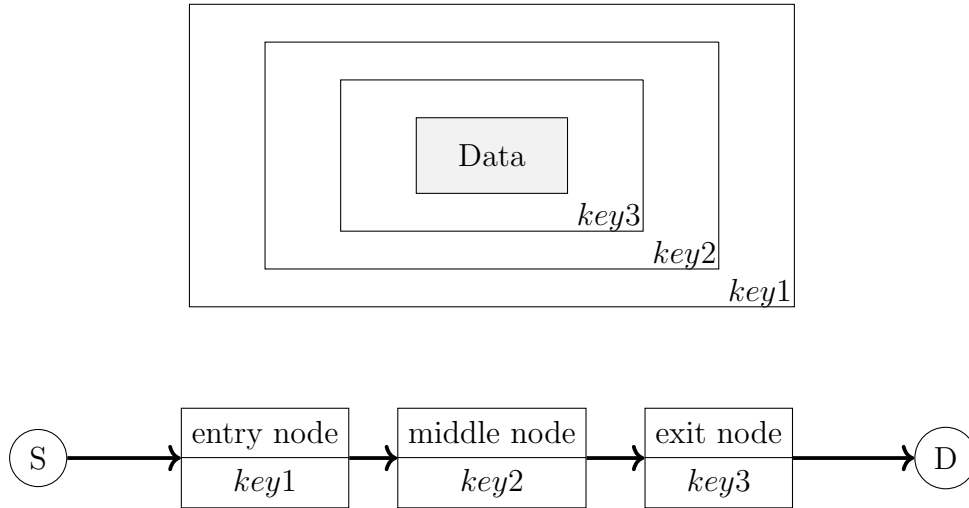 Data
key3
key2
key1
S
entry node
middle node
exit node
D
key1
key2
key3